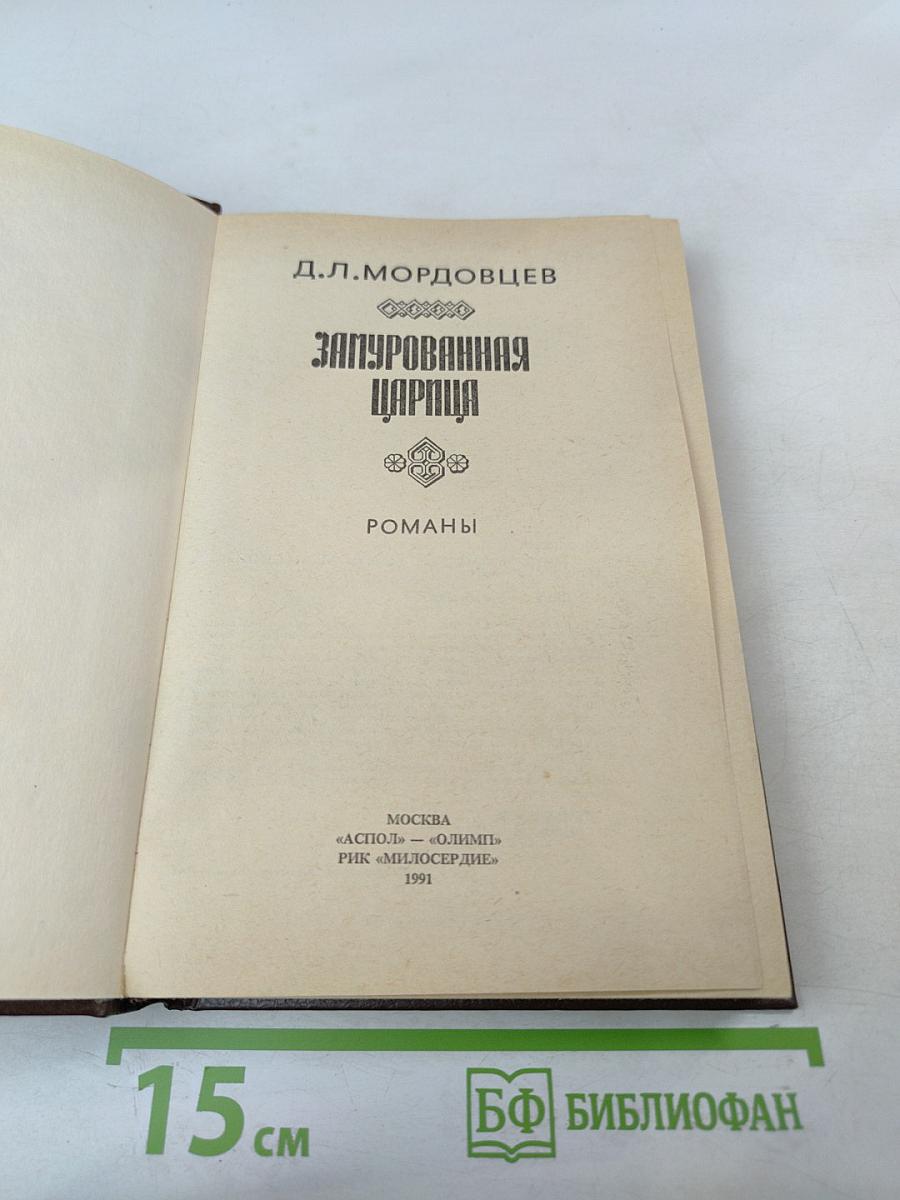 Д.Л.МОРДОВЦЕВ
ЗАМУРОВАННАЯ
ЦАРИЦА
РОМАНЫ
МОСКВА
«АСПОЛ» — «ОЛИМП»
РИК «МИЛОСЕРДИЕ»
1991
15 см
БФ БИБЛИОФАН